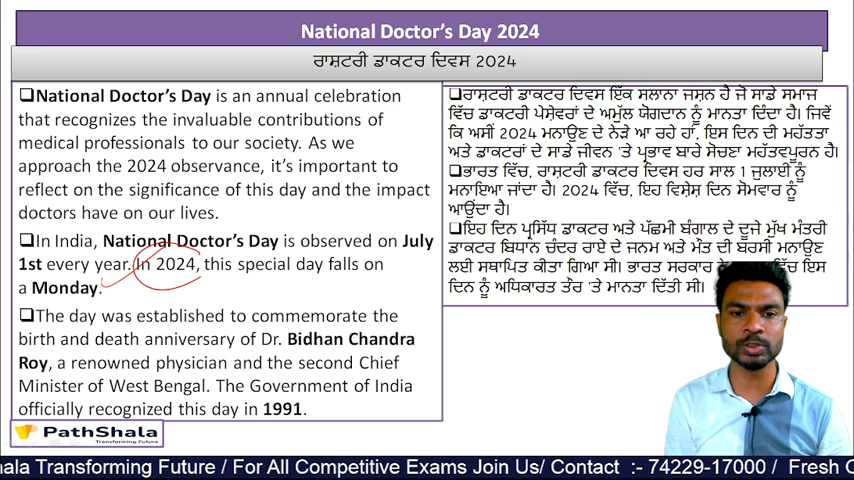 National Doctor's Day 2024
ਰਾਸ਼ਟਰੀ ਡਾਕਟਰ ਦਿਵਸ 2024
❑National Doctor's Day is an annual celebration
that recognizes the invaluable contributions of
medical professionals to our society. As we
approach the 2024 observance, it's important to
reflect on the significance of this day and the impact
doctors have on our lives.
❑In India, National Doctor's Day is observed on July
1st every year. In 2024, this special day falls on
a Monday.
❑The day was established to commemorate the
birth and death anniversary of Dr. Bidhan Chandra
Roy, a renowned physician and the second Chief
Minister of West Bengal. The Government of India
officially recognized this day in 1991.
❑ਰਾਸ਼ਟਰੀ ਡਾਕਟਰ ਦਿਵਸ ਇੱਕ ਸਲਾਨਾ ਜਸ਼ਨ ਹੈ ਜੋ ਸਾਡੇ ਸਮਾਜ
ਵਿੱਚ ਡਾਕਟਰੀ ਪੇਸ਼ੇਵਰਾਂ ਦੇ ਅਮੁੱਲ ਯੋਗਦਾਨ ਨੂੰ ਮਾਨਤਾ ਦਿੰਦਾ ਹੈ। ਜਿਵੇਂ
ਕਿ ਅਸੀਂ 2024 ਮਨਾਉਣ ਦੇ ਨੇੜੇ ਆ ਰਹੇ ਹਾਂ, ਇਸ ਦਿਨ ਦੀ ਮਹੱਤਤਾ
ਅਤੇ ਡਾਕਟਰਾਂ ਦੇ ਸਾਡੇ ਜੀਵਨ 'ਤੇ ਪ੍ਰਭਾਵ ਬਾਰੇ ਸੋਚਣਾ ਮਹੱਤਵਪੂਰਨ ਹੈ।
❑ਭਾਰਤ ਵਿੱਚ, ਰਾਸ਼ਟਰੀ ਡਾਕਟਰ ਦਿਵਸ ਹਰ ਸਾਲ 1 ਜੁਲਾਈ ਨੂੰ
ਮਨਾਇਆ ਜਾਂਦਾ ਹੈ। 2024 ਵਿੱਚ, ਇਹ ਵਿਸ਼ੇਸ਼ ਦਿਨ ਸੋਮਵਾਰ ਨੂੰ
ਆਉਂਦਾ ਹੈ।
❑ਇਹ ਦਿਨ ਪ੍ਰਸਿੱਧ ਡਾਕਟਰ ਅਤੇ ਪੱਛਮੀ ਬੰਗਾਲ ਦੇ ਦੂਜੇ ਮੁੱਖ ਮੰਤਰੀ
ਡਾਕਟਰ ਬਿਧਾਨ ਚੰਦਰ ਰਾਏ ਦੇ ਜਨਮ ਅਤੇ ਮੌਤ ਦੀ ਬਰਸੀ ਮਨਾਉਣ
ਲਈ ਸਥਾਪਿਤ ਕੀਤਾ ਗਿਆ ਸੀ। ਭਾਰਤ ਸਰਕਾਰ ਵਿੱਚ ਇਸ
ਦਿਨ ਨੂੰ ਅਧਿਕਾਰਤ ਤੌਰ 'ਤੇ ਮਾਨਤਾ ਦਿੱਤੀ ਸੀ।
PathShala
Transforming Future
hala Transforming Future / For All Competitive Exams Join Us/ Contact :- 74229-17000 / Fresh